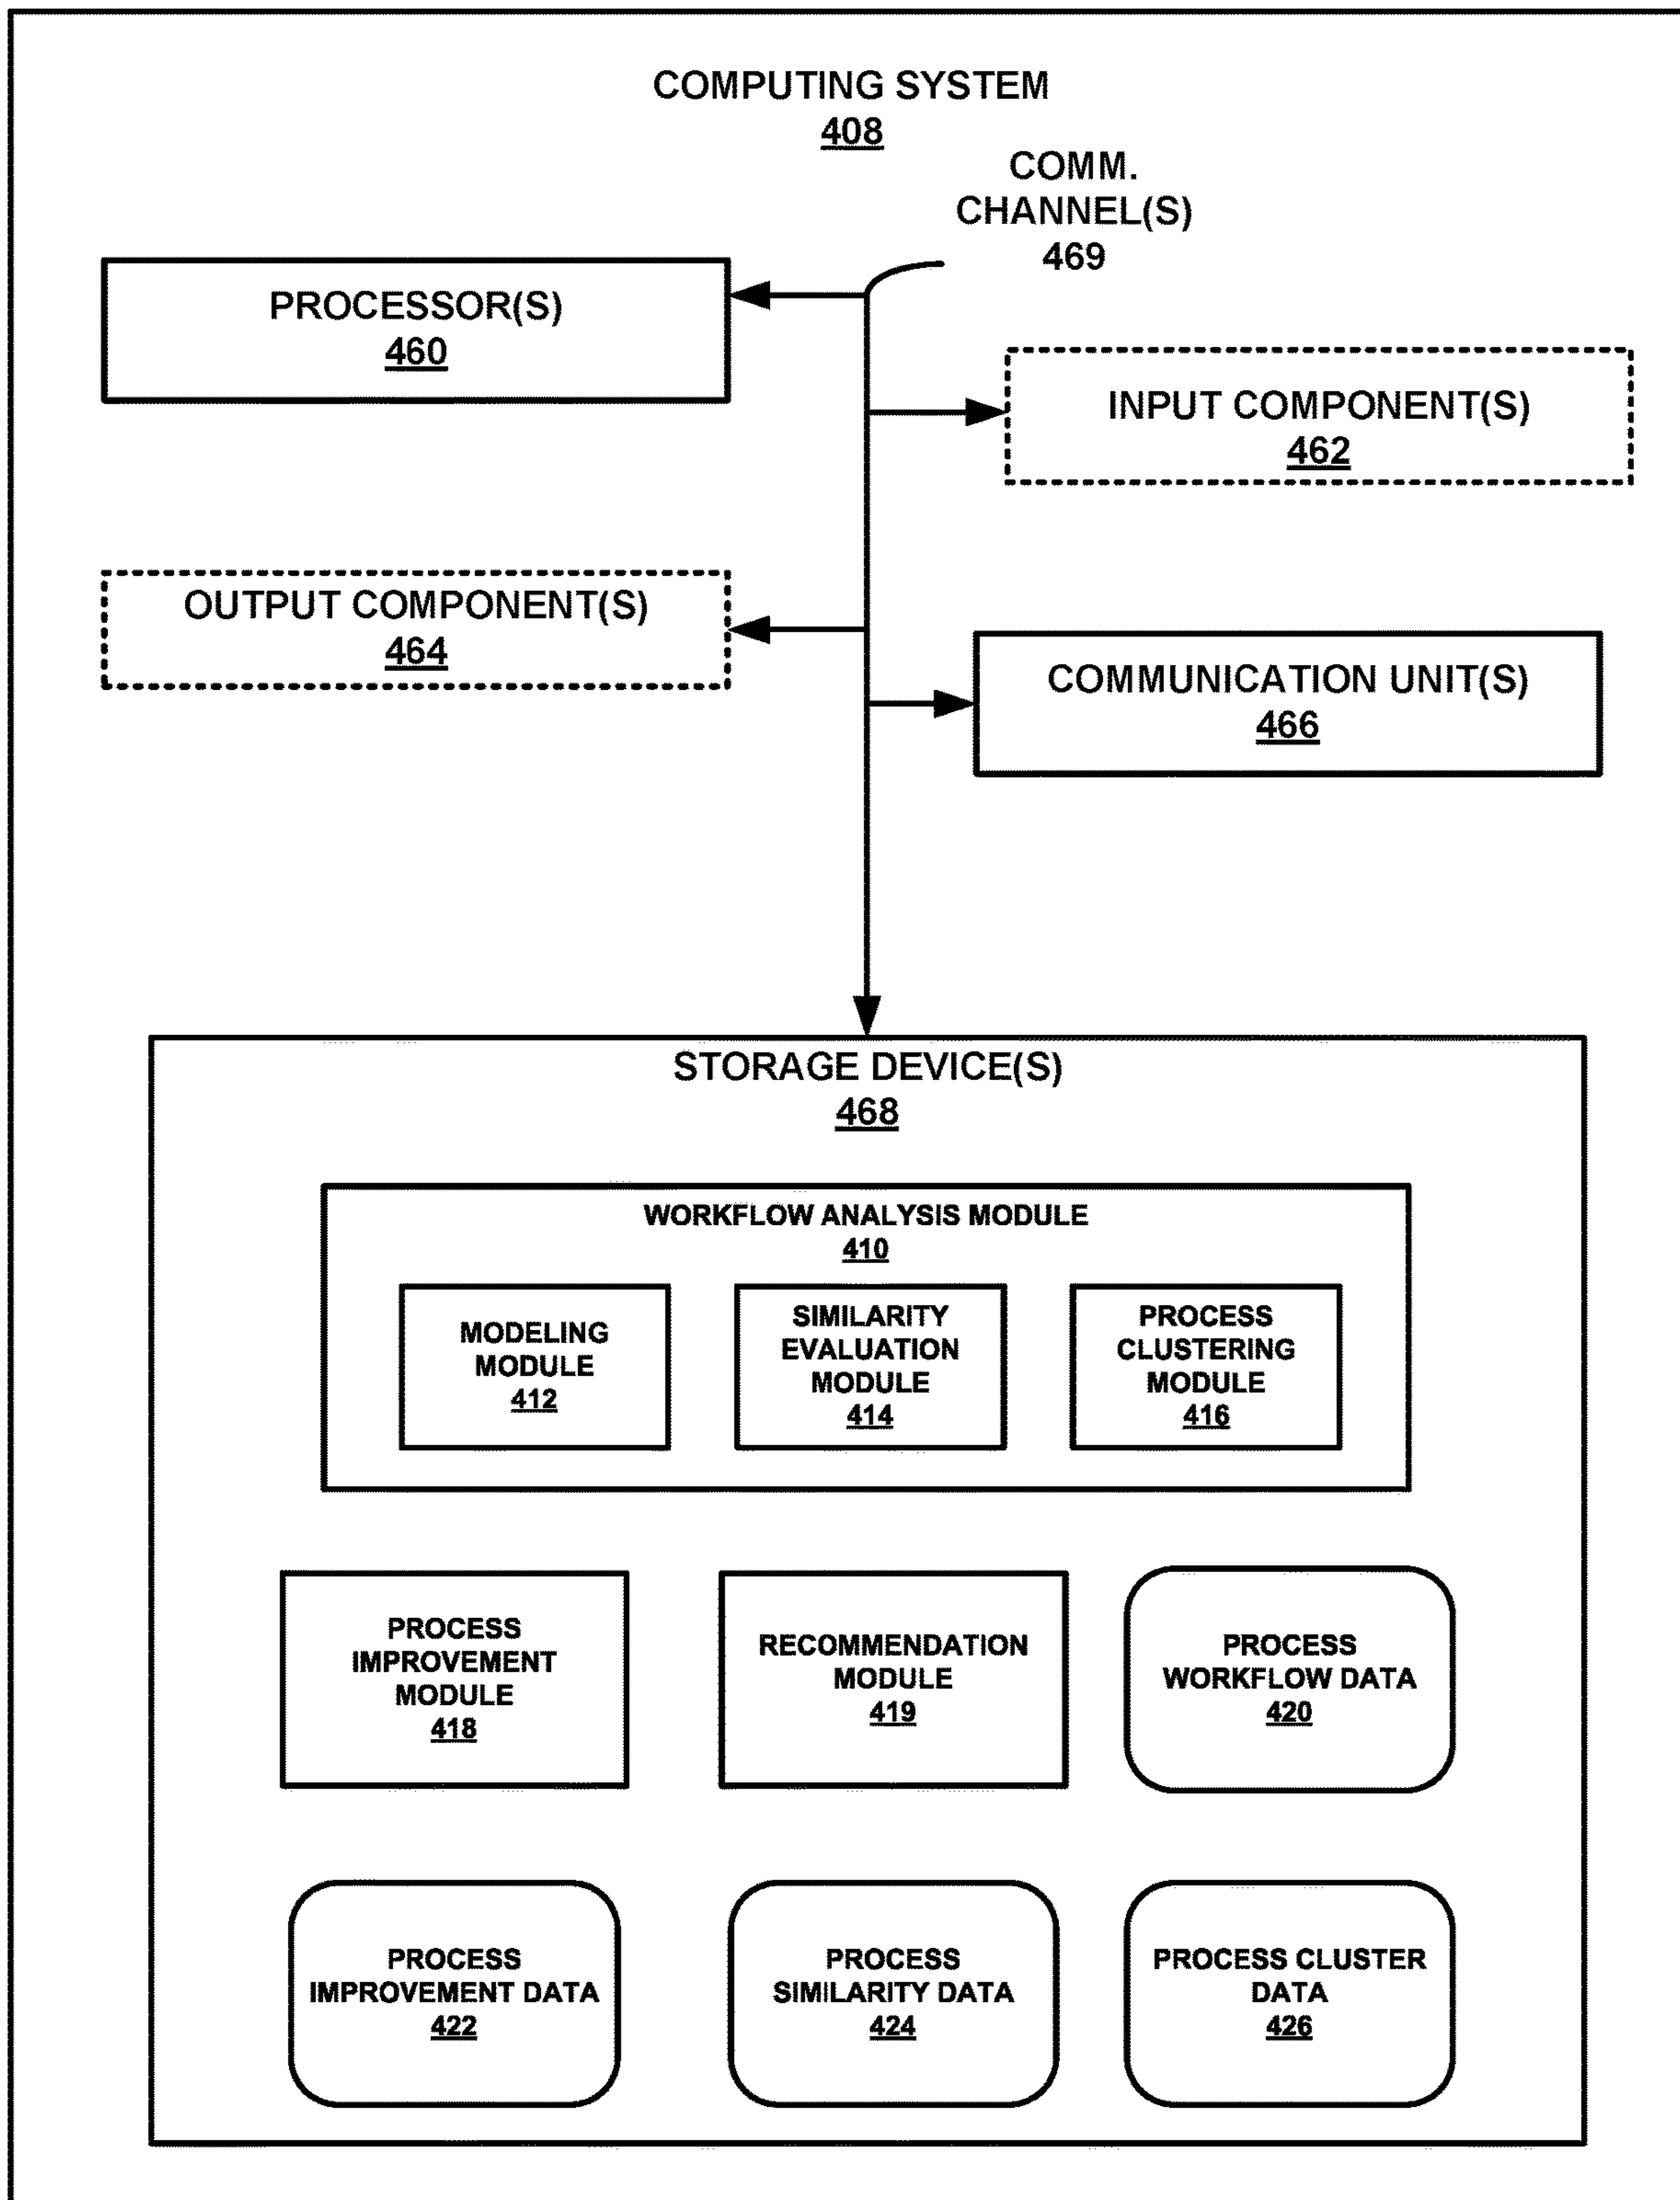 COMPUTING SYSTEM
408
COMM.
CHANNEL(S)
469
PROCESSOR(S)
460
INPUT COMPONENT(S)
462
OUTPUT COMPONENT(S)
464
COMMUNICATION UNIT(S)
466
STORAGE DEVICE(S)
468
WORKFLOW ANALYSIS MODULE
410
MODELING
MODULE
412
SIMILARITY
EVALUATION
MODULE
414
PROCESS
CLUSTERING
MODULE
416
PROCESS
IMPROVEMENT
MODULE
418
RECOMMENDATION
MODULE
419
PROCESS
WORKFLOW DATA
420
PROCESS
IMPROVEMENT DATA
422
PROCESS
SIMILARITY DATA
424
PROCESS CLUSTER
DATA
426